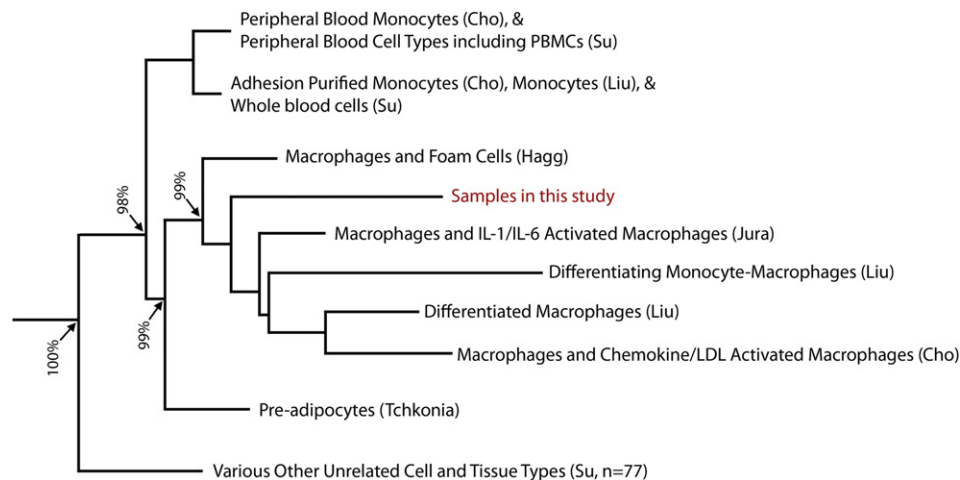 Peripheral Blood Monocytes (Cho), &
Peripheral Blood Cell Types including PBMCs (Su)
Adhesion Purified Monocytes (Cho), Monocytes (Liu), &
Whole blood cells (Su)
Macrophages and Foam Cells (Hagg)
99%
Samples in this study
98%
Macrophages and IL-1/IL-6 Activated Macrophages (Jura)
Differentiating Monocyte-Macrophages (Liu)
Differentiated Macrophages (Liu)
99%
100%
Macrophages and Chemokine/LDL Activated Macrophages (Cho)
Pre-adipocytes (Tchkonia)
Various Other Unrelated Cell and Tissue Types (Su, n=77)